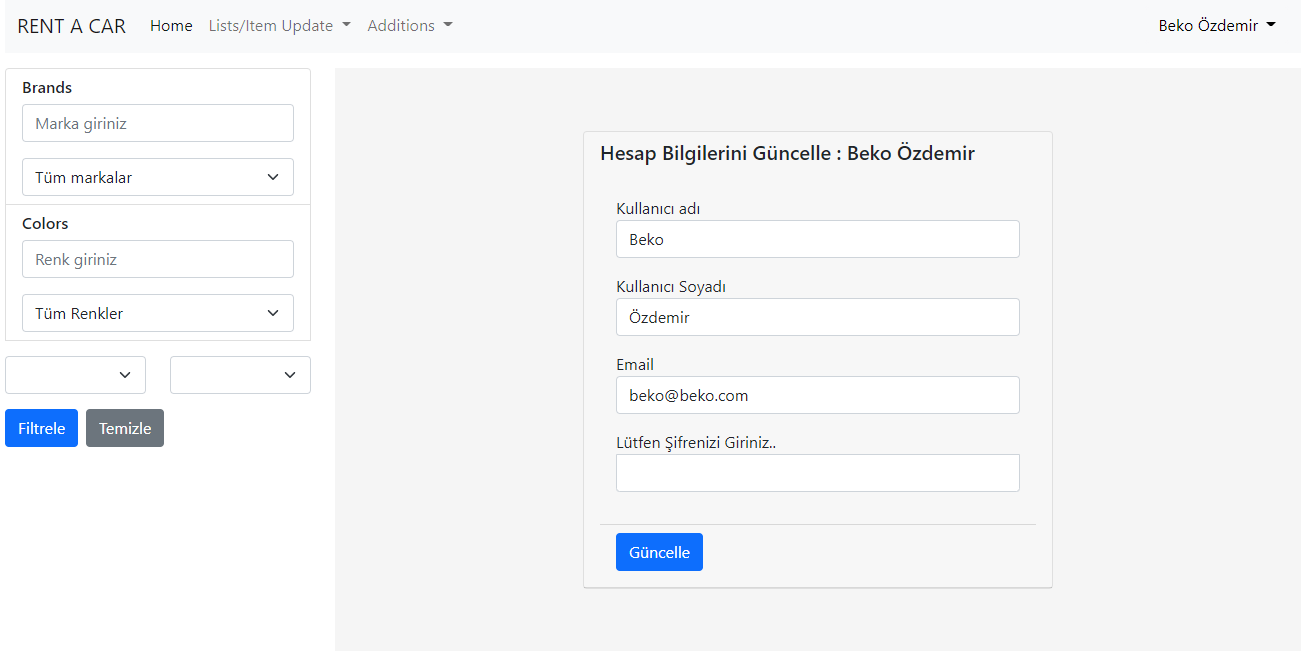 RENT A CAR Home Lists/Item Update Additions Beko Özdemir
Brands
Marka giriniz
Tüm markalar
Colors
Renk giriniz
Tüm Renkler
Filtrele Temizle
Hesap Bilgilerini Güncelle : Beko Özdemir
Kullanıcı adı
Beko
Kullanıcı Soyadı
Özdemir
Email
beko@beko.com
Lütfen Şifrenizi Giriniz..
Güncelle